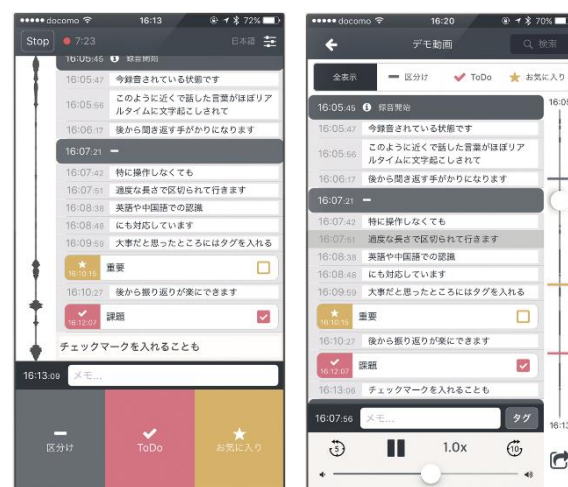 docomo 16:13 72%
Stop 7:23 日本語
16:05:45 録音開始
16:05:47 今録音されている状態です
16:05:56 このように近くで話した言葉がほぼリア
ルタイムに文字起こしされて
16:06:17 後から聞き返す手がかりになります
16:07:21
16:07:42 特に操作しなくても
16:07:51 適度な長さで区切られて行きます
16:08:38 英語や中国語での認識
16:08:48 にも対応しています
16:09:59 大事だと思ったところにはタグを入れる
16:10:15 重要
16:10:27 後から振り返りが楽にできます
16:12:07 課題
チェックマークを入れることも
16:13:09 メモ...
区分け ToDo お気に入り
docomo 16:20 70%
デモ動画 検索
全表示 区分け ToDo お気に入り
16:05:45 録音開始
16:05
16:05:47 今録音されている状態です
16:05:56 このように近くで話した言葉がほぼリア
ルタイムに文字起こしされて
16:06:17 後から聞き返す手がかりになります
16:07:21
16:07:42 特に操作しなくても
16:07:51 適度な長さで区切られて行きます
16:08:38 英語や中国語での認識
16:08:48 にも対応しています
16:09:59 大事だと思ったところにはタグを入れる
16:10:15 重要
16:10:27 後から振り返りが楽にできます
16:12:07 課題
16:13:06 チェックマークを入れることも
16:07:56 メモ... タグ
16:13
5 1.0x 10